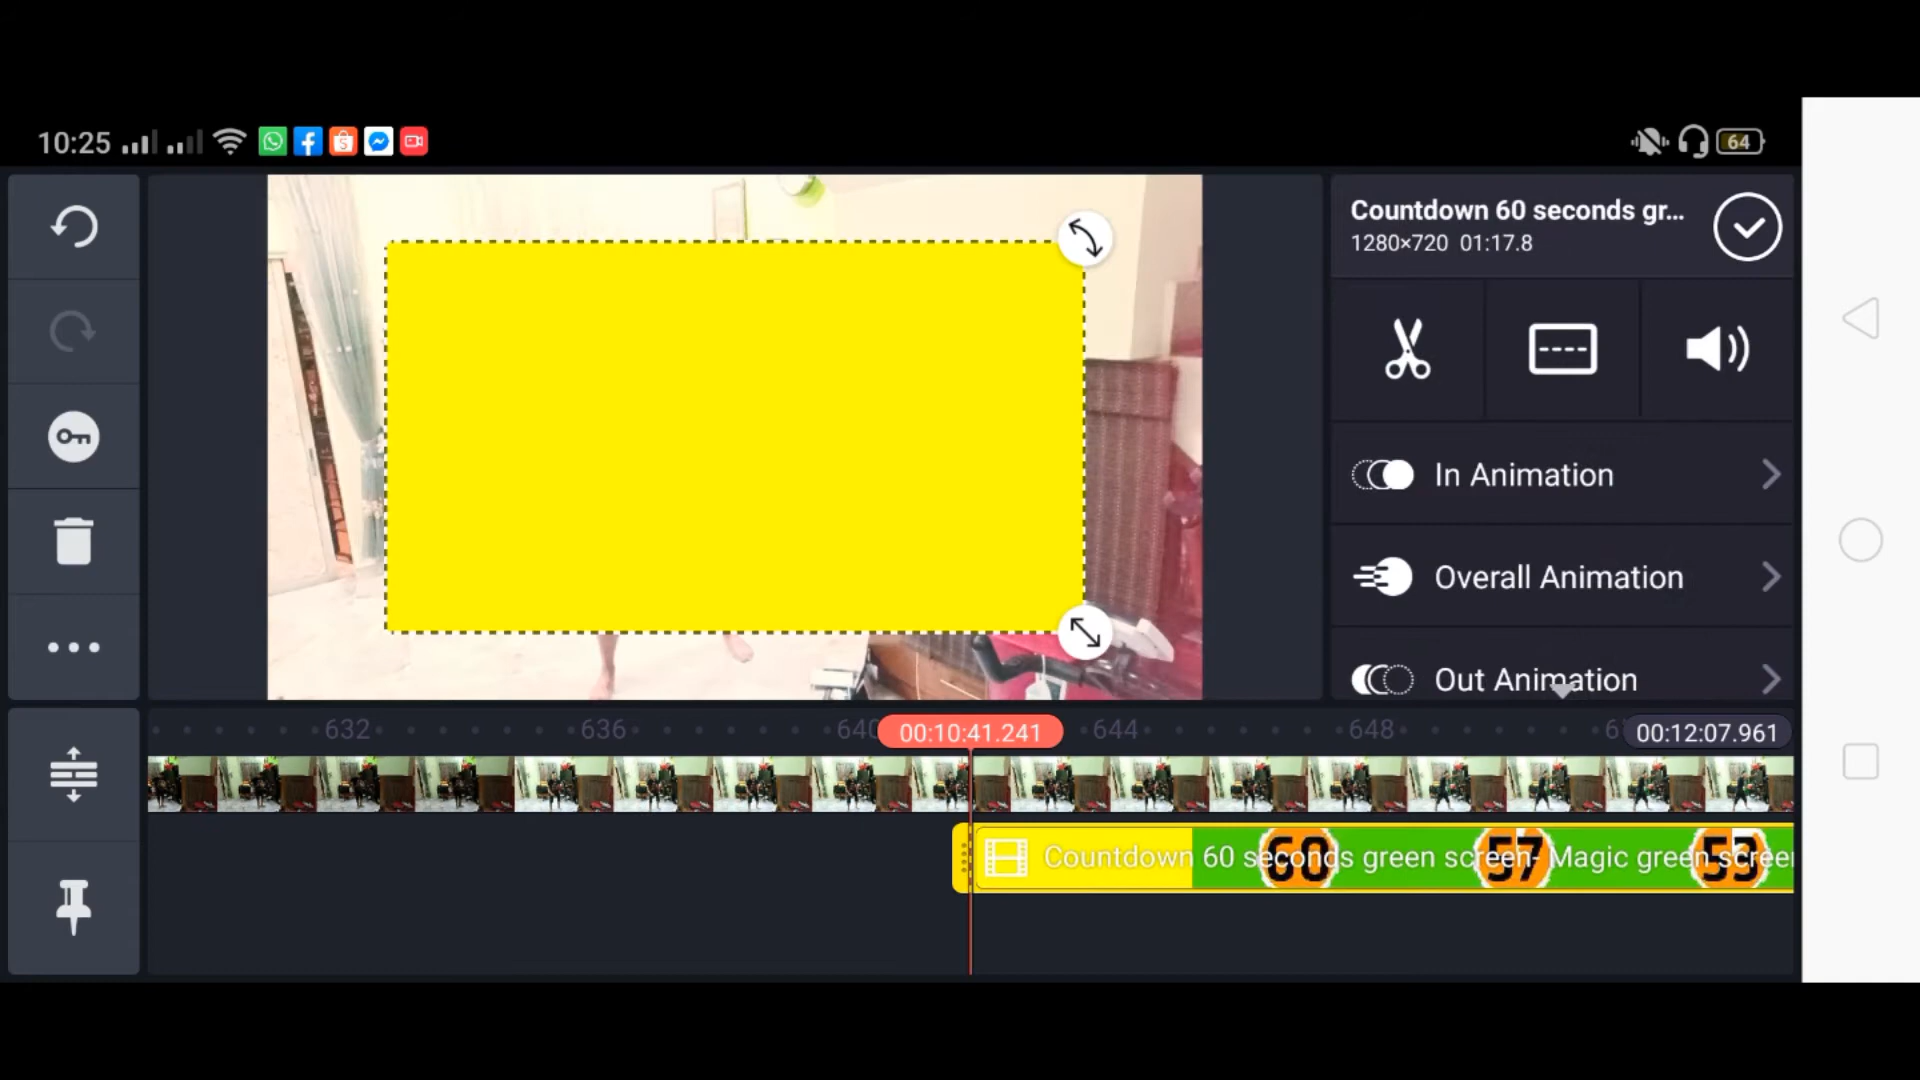 10:25
64
Countdown 60 seconds gr...
1280×720 01:17.8
In Animation
Overall Animation
Out Animation
632 636 640 00:10:41.241 644 648 00:12:07.961
Countdown 60 seconds green screen- Magic green screen
60 57